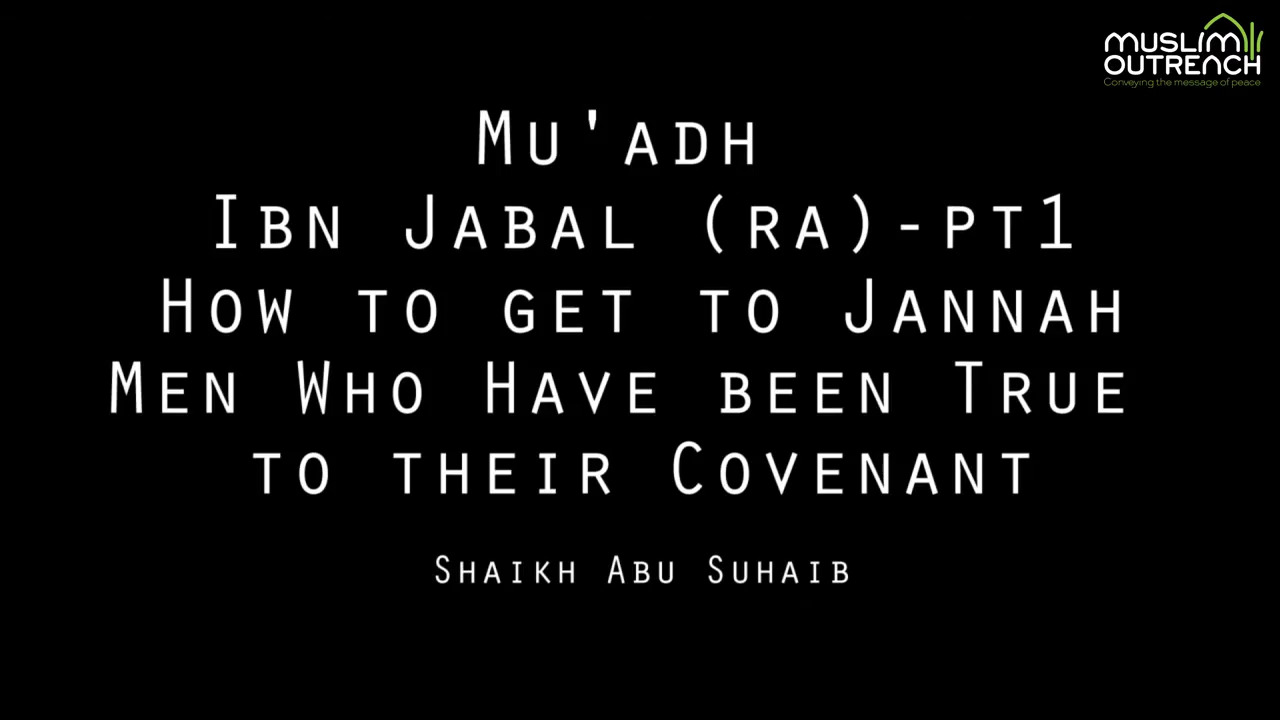 MUSLIM
OUTREACH
Conveying the message of peace
Mu'adh
Ibn Jabal (ra)-pt1
How to get to Jannah
Men Who Have been True
to their Covenant
Shaikh Abu Suhaib